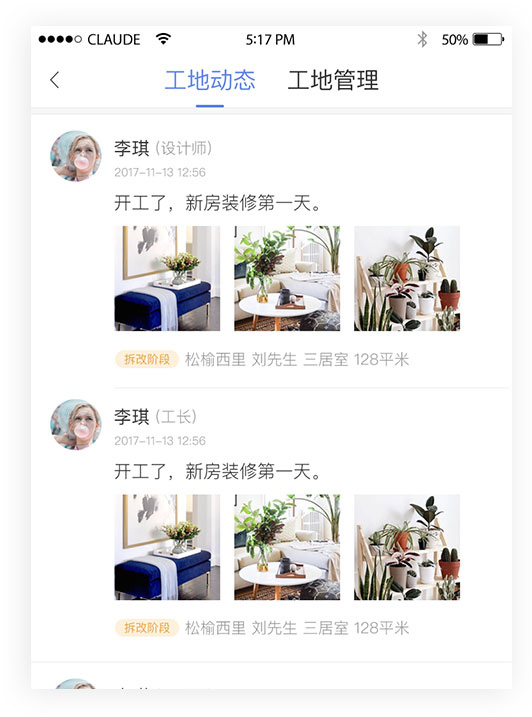 CLAUDE 5:17 PM 50%
工地动态 工地管理
李琪 (设计师)
2017-11-13 12:56
开工了，新房装修第一天。
拆改阶段 松榆西里 刘先生 三居室 128平米
李琪 (工长)
2017-11-13 12:56
开工了，新房装修第一天。
拆改阶段 松榆西里 刘先生 三居室 128平米